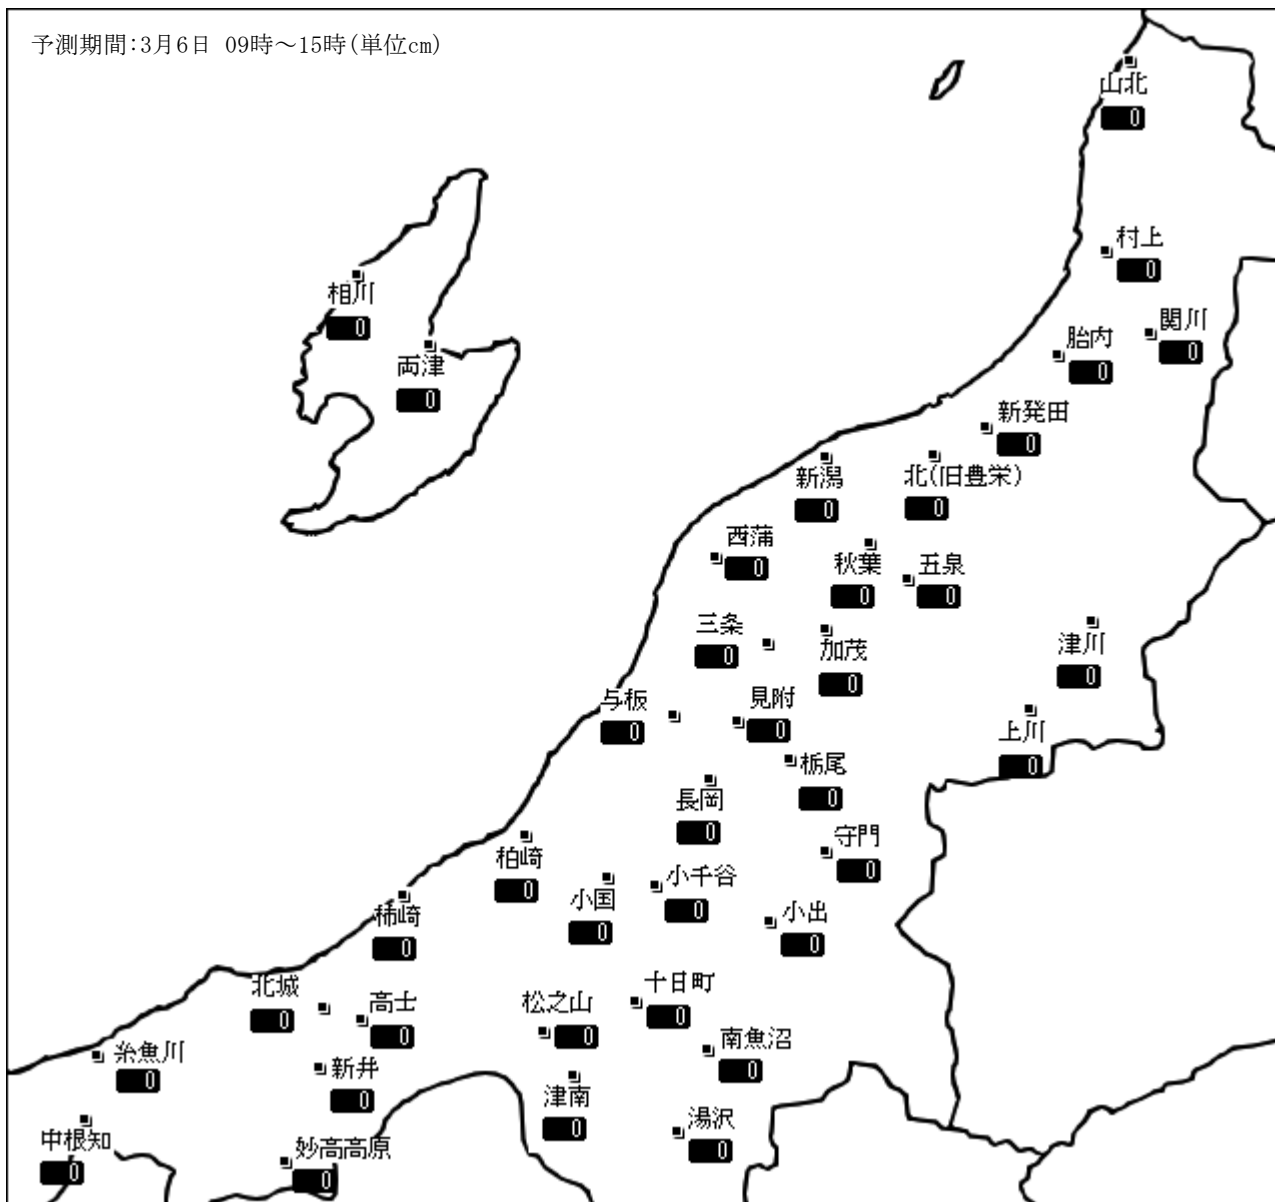 予測期間:3月6日 09時～15時(単位cm)
山北
0
村上
0
相川
0
関川
0
胎内
0
両津
0
新発田
0
新潟
0
北(旧豊栄)
0
西蒲
0
秋葉
0
五泉
0
三条
0
加茂
0
津川
0
与板
0
見附
0
上川
0
栃尾
0
長岡
0
守門
0
柏崎
0
小国
0
小千谷
0
小出
0
柿崎
0
北城
0
高士
0
松之山
0
十日町
0
南魚沼
0
糸魚川
0
新井
0
津南
0
湯沢
0
中根知
0
妙高高原
0